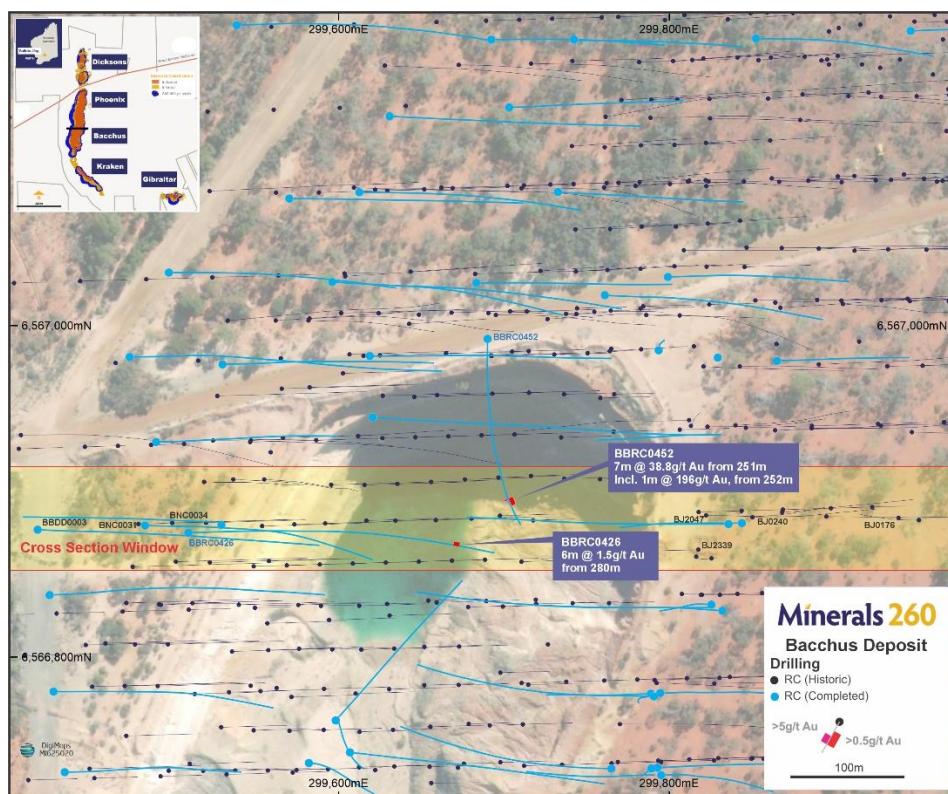 299,600mE
299,800mE
Dicksons
Phoenix
Bacchus
Kraken
Gibraltar
6,567,000mN
6,567,000mN
BBRC0452
BBRC0452
7m @ 38.8g/t Au from 251m
Incl. 1m @ 196g/t Au, from 252m
BBDD0003
BNC0031
BNC0034
BBRC0426
BJ2047
BJ0240
BJ0176
BJ2339
Cross Section Window
BBRC0426
6m @ 1.5g/t Au
from 280m
6,566,800mN
Minerals 260
Bacchus Deposit
Drilling
RC (Historic)
RC (Completed)
>5g/t Au
>0.5g/t Au
100m
DigiMaps
MI625020
299,600mE
299,800mE